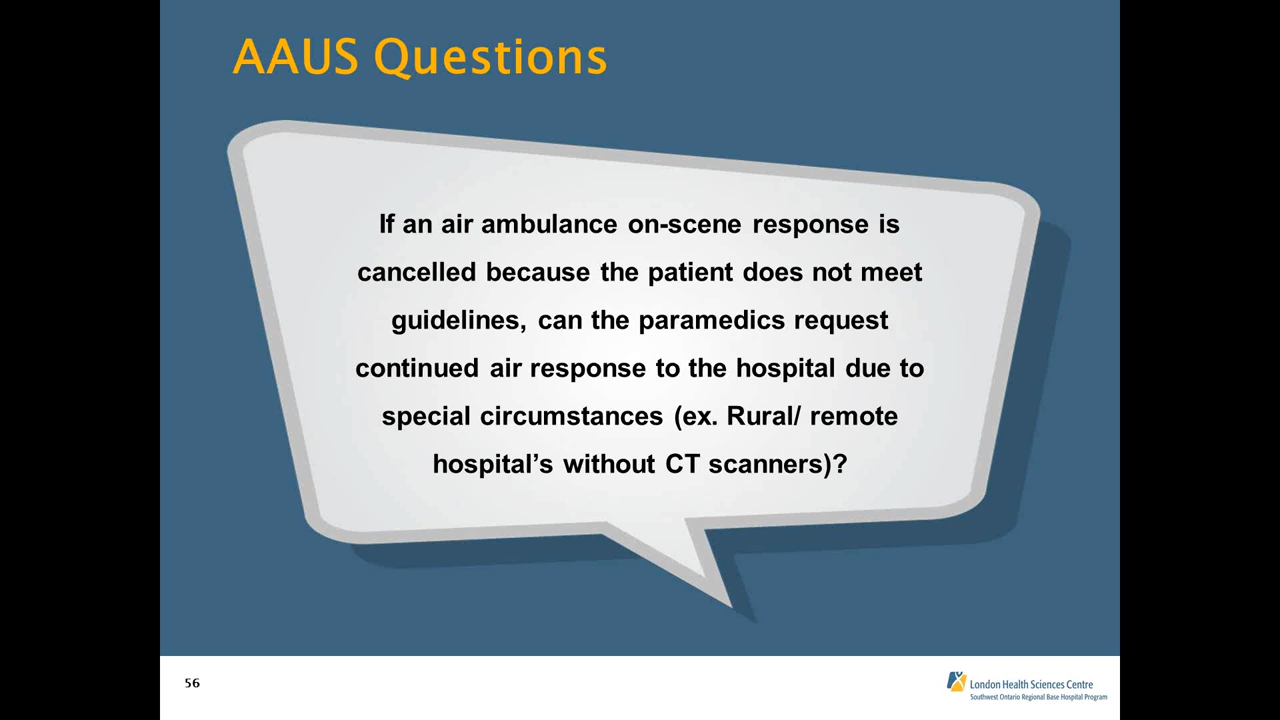 AAUS Questions
If an air ambulance on-scene response is
cancelled because the patient does not meet
guidelines, can the paramedics request
continued air response to the hospital due to
special circumstances (ex. Rural/ remote
hospital’s without CT scanners)?
56
London Health Sciences Centre
Southwest Ontario Regional Base Hospital Program